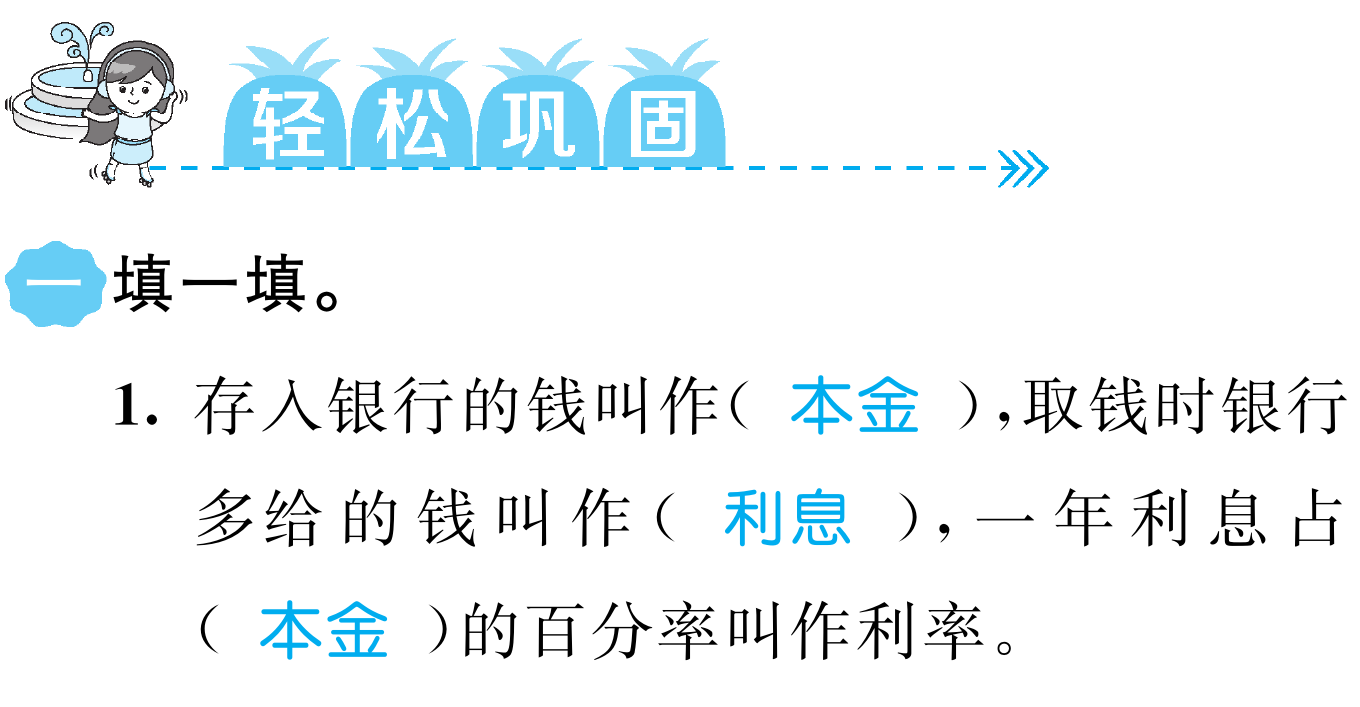 轻松巩固
一 填一填。
1. 存入银行的钱叫作( 本金 ),取钱时银行
多给的钱叫作( 利息 ),一年利息占
( 本金 )的百分率叫作利率。